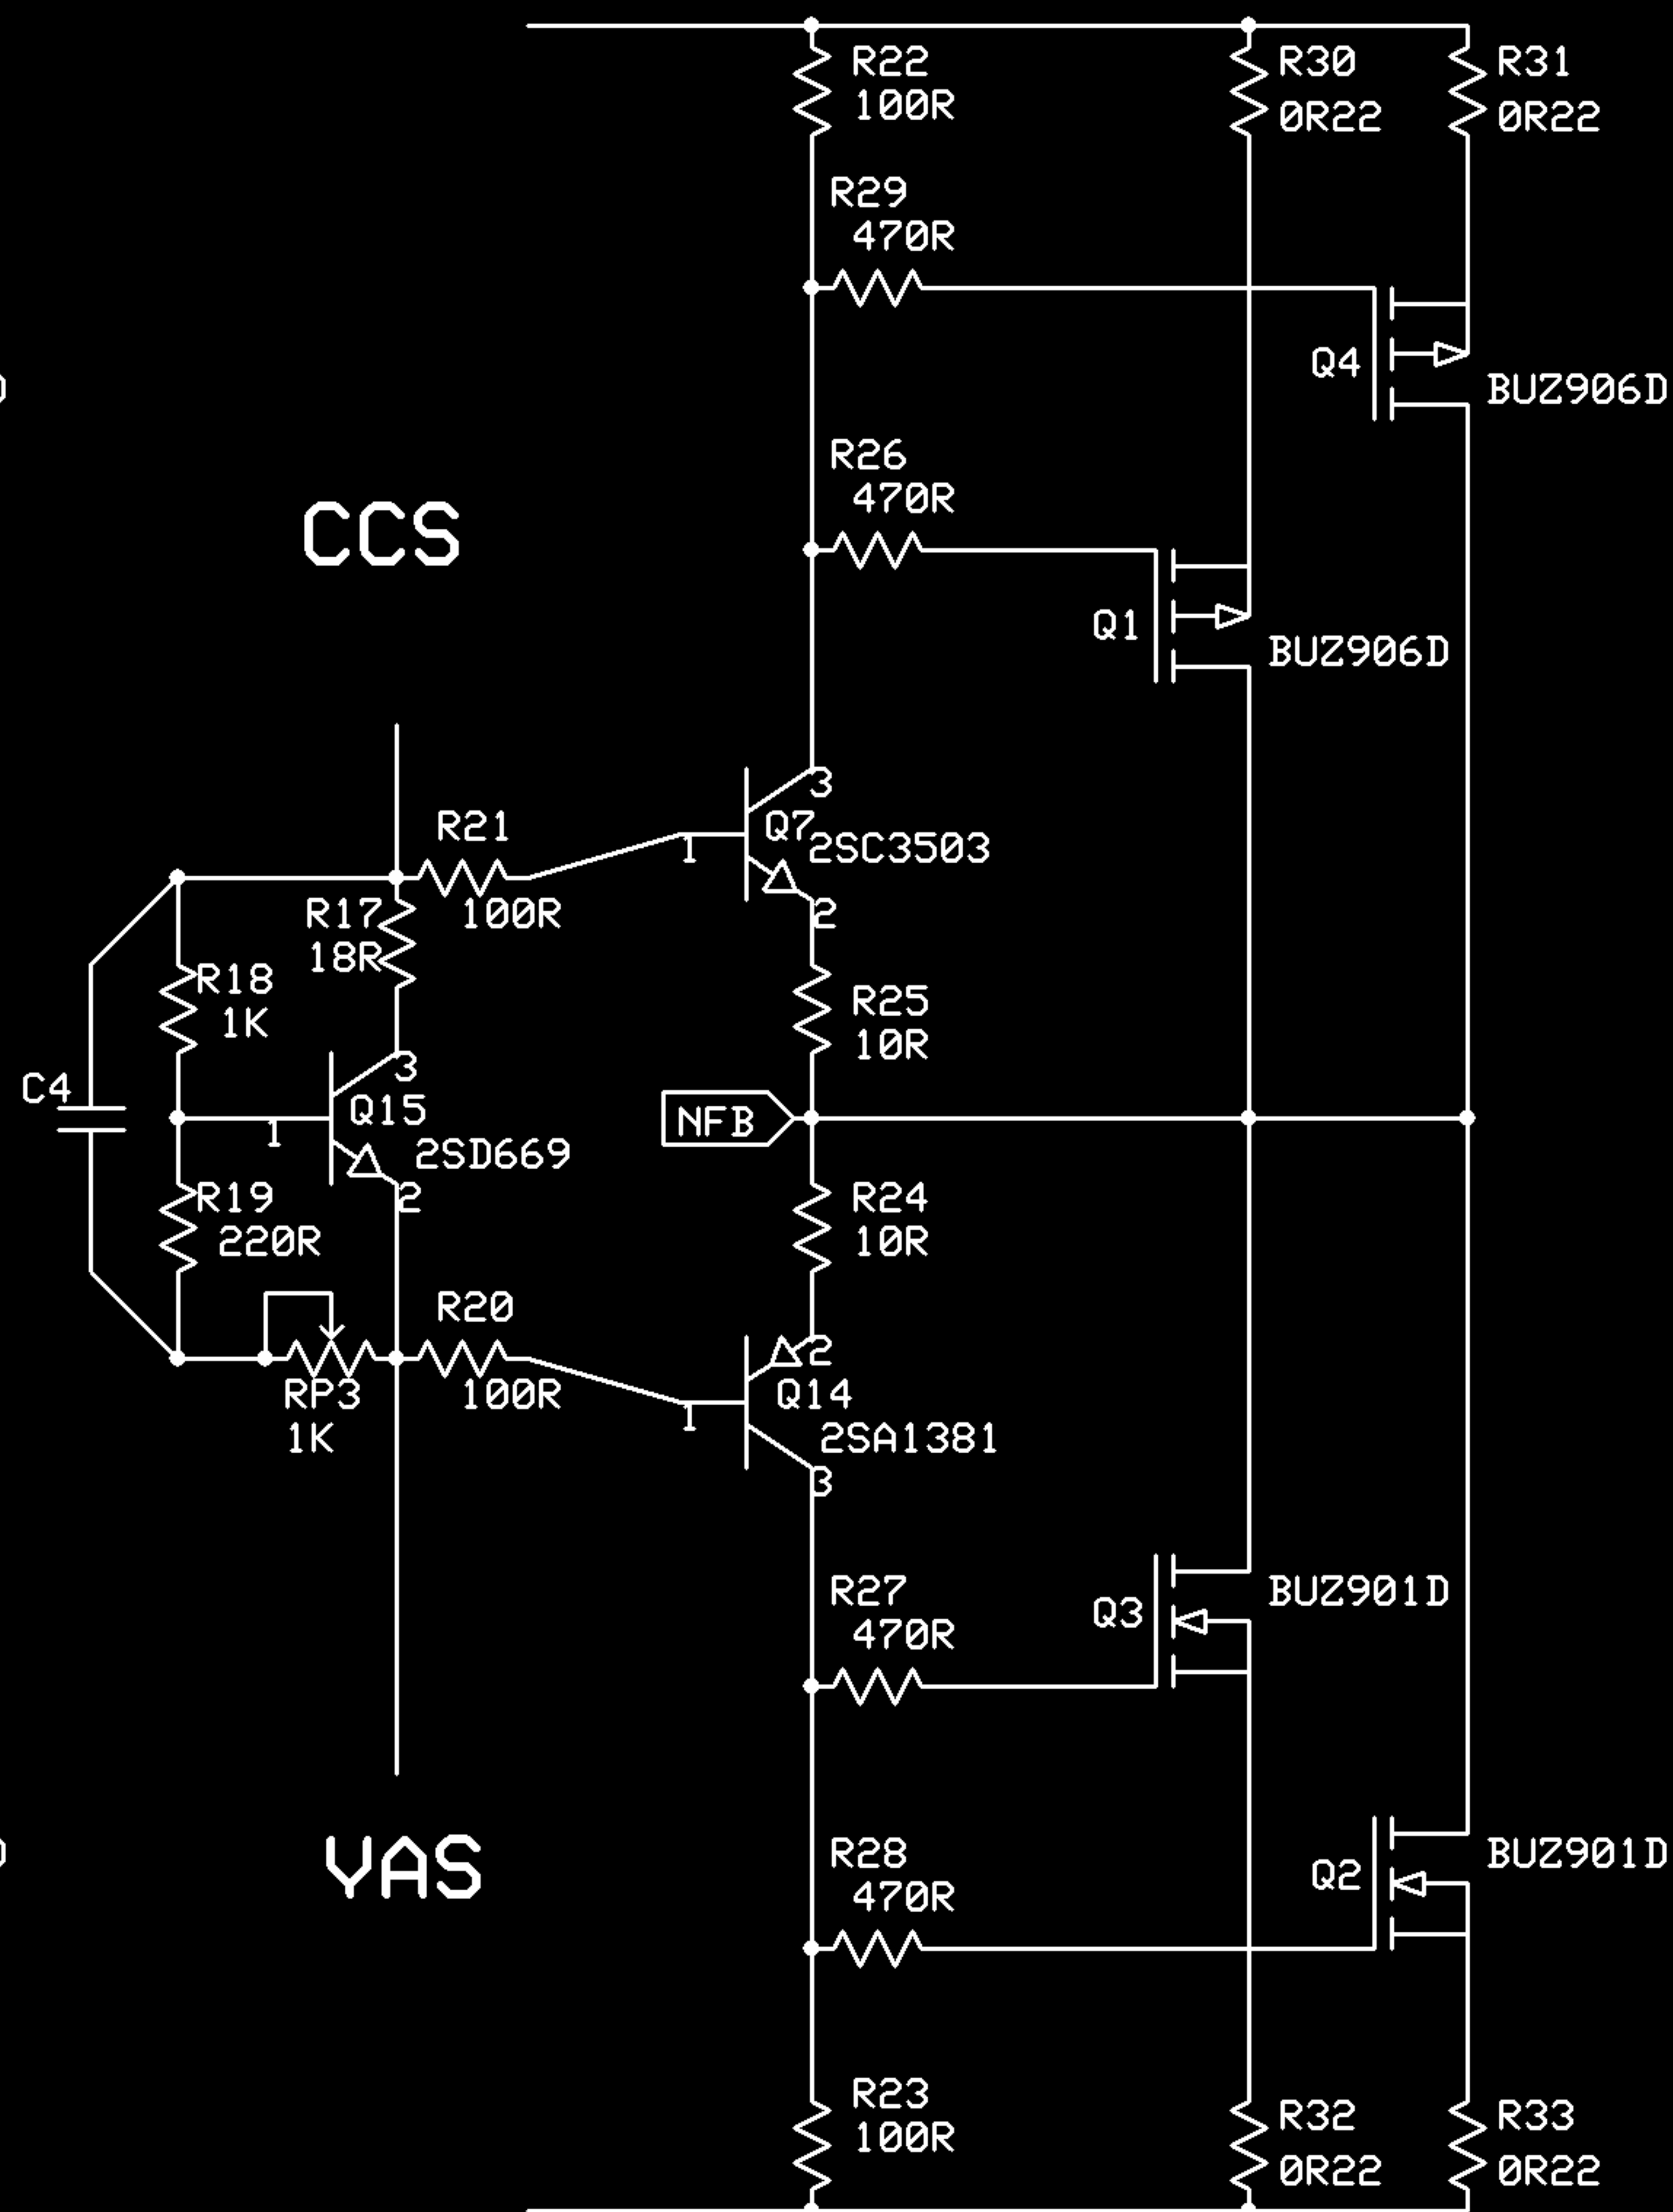 R22
100R
R30
0R22
R31
0R22
R29
470R
Q4
BUZ906D
R26
470R
CCS
Q1
BUZ906D
3
R21
Q7
1
2SC3503
R17
100R
2
18R
R18
1K
R25
10R
3
C4
Q15
NFB
1
2SD669
R19
2
R24
220R
10R
R20
2
RP3
100R
Q14
1K
1
2SA1381
3
R27
Q3
BUZ901D
470R
VAS
R28
Q2
BUZ901D
470R
R23
100R
R32
0R22
R33
0R22